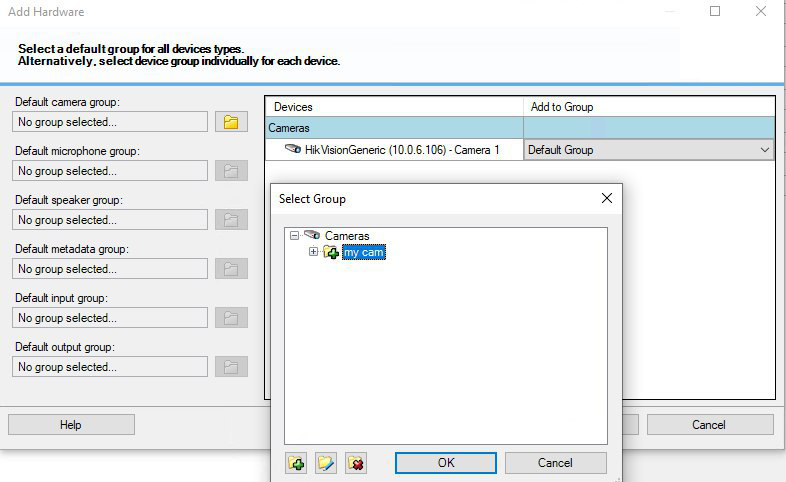 Add Hardware
Select a default group for all devices types.
Alternatively, select device group individually for each device.
Default camera group:
No group selected...
Default microphone group:
No group selected...
Default speaker group:
No group selected...
Default metadata group:
No group selected...
Default input group:
No group selected...
Default output group:
No group selected...
Devices
Add to Group
Cameras
HikVisionGeneric (10.0.6.106) - Camera 1
Default Group
Select Group
Cameras
my cam
OK
Cancel
Help
Cancel